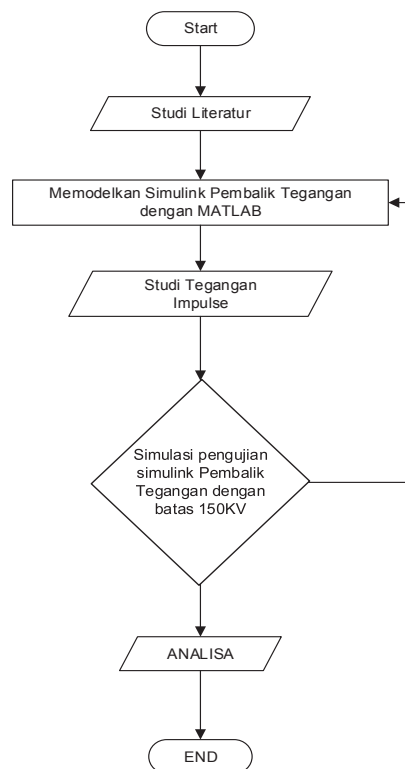 Start
Studi Literatur
Memodelkan Simulink Pembalik Tegangan
dengan MATLAB
Studi Tegangan
Impulse
Simulasi pengujian
simulink Pembalik
Tegangan dengan
batas 150KV
ANALISA
END